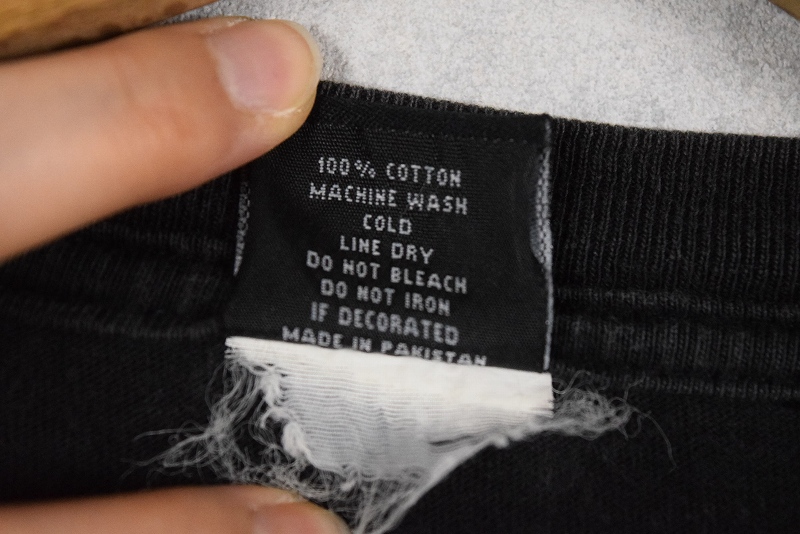 100% COTTON
MACHINE WASH
COLD
LINE DRY
DO NOT BLEACH
DO NOT IRON
IF DECORATED
MADE IN PAKISTAN